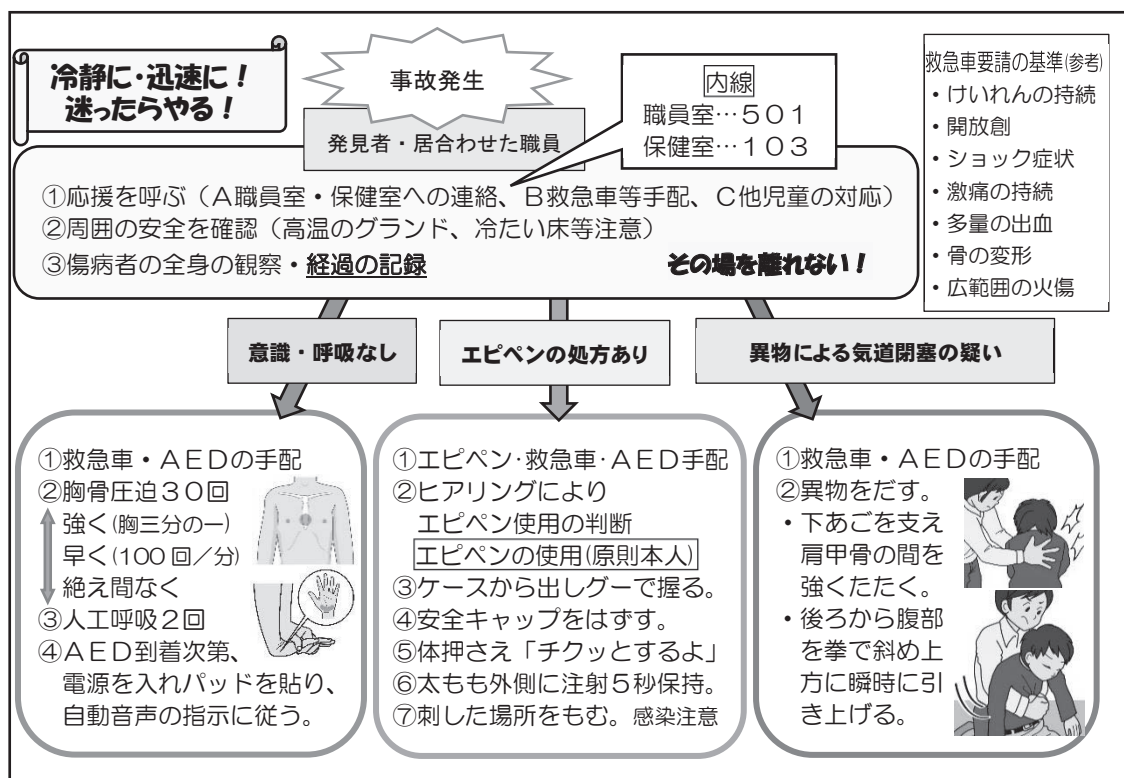 冷静に・迅速に！
迷ったらやる！
事故発生
発見者・居合わせた職員
内線
職員室…５０１
保健室…１０３
救急車要請の基準(参考)
・けいれんの持続
・開放創
・ショック症状
・激痛の持続
・多量の出血
・骨の変形
・広範囲の火傷
①応援を呼ぶ（Ａ職員室・保健室への連絡、Ｂ救急車等手配、Ｃ他児童の対応）
②周囲の安全を確認（高温のグランド、冷たい床等注意）
③傷病者の全身の観察・経過の記録
その場を離れない！
意識・呼吸なし
①救急車・ＡＥＤの手配
②胸骨圧迫３０回
強く(胸三分の一)
早く(100回／分)
絶え間なく
③人工呼吸２回
④ＡＥＤ到着次第、
電源を入れパッドを貼り、
自動音声の指示に従う。
エピペンの処方あり
①エピペン・救急車・ＡＥＤ手配
②ヒアリングにより
エピペン使用の判断
エピペンの使用(原則本人)
③ケースから出しグーで握る。
④安全キャップをはずす。
⑤体押さえ「チクッとするよ」
⑥太もも外側に注射５秒保持。
⑦刺した場所をもむ。感染注意
異物による気道閉塞の疑い
①救急車・ＡＥＤの手配
②異物をだす。
・下あごを支え
肩甲骨の間を
強くたたく。
・後ろから腹部
を拳で斜め上
方に瞬時に引
き上げる。